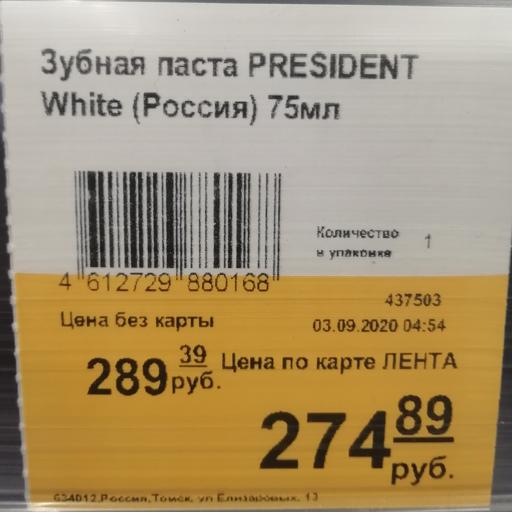 Зубная паста PRESIDENT
White (Россия) 75мл
Количество
в упаковке 1
4 612729 880168
437503
Цена без карты 03.09.2020 04:54
289 39 руб.
Цена по карте ЛЕНТА
274 89 руб.
634012,Россия,Томск, ул Елизаровых, 13